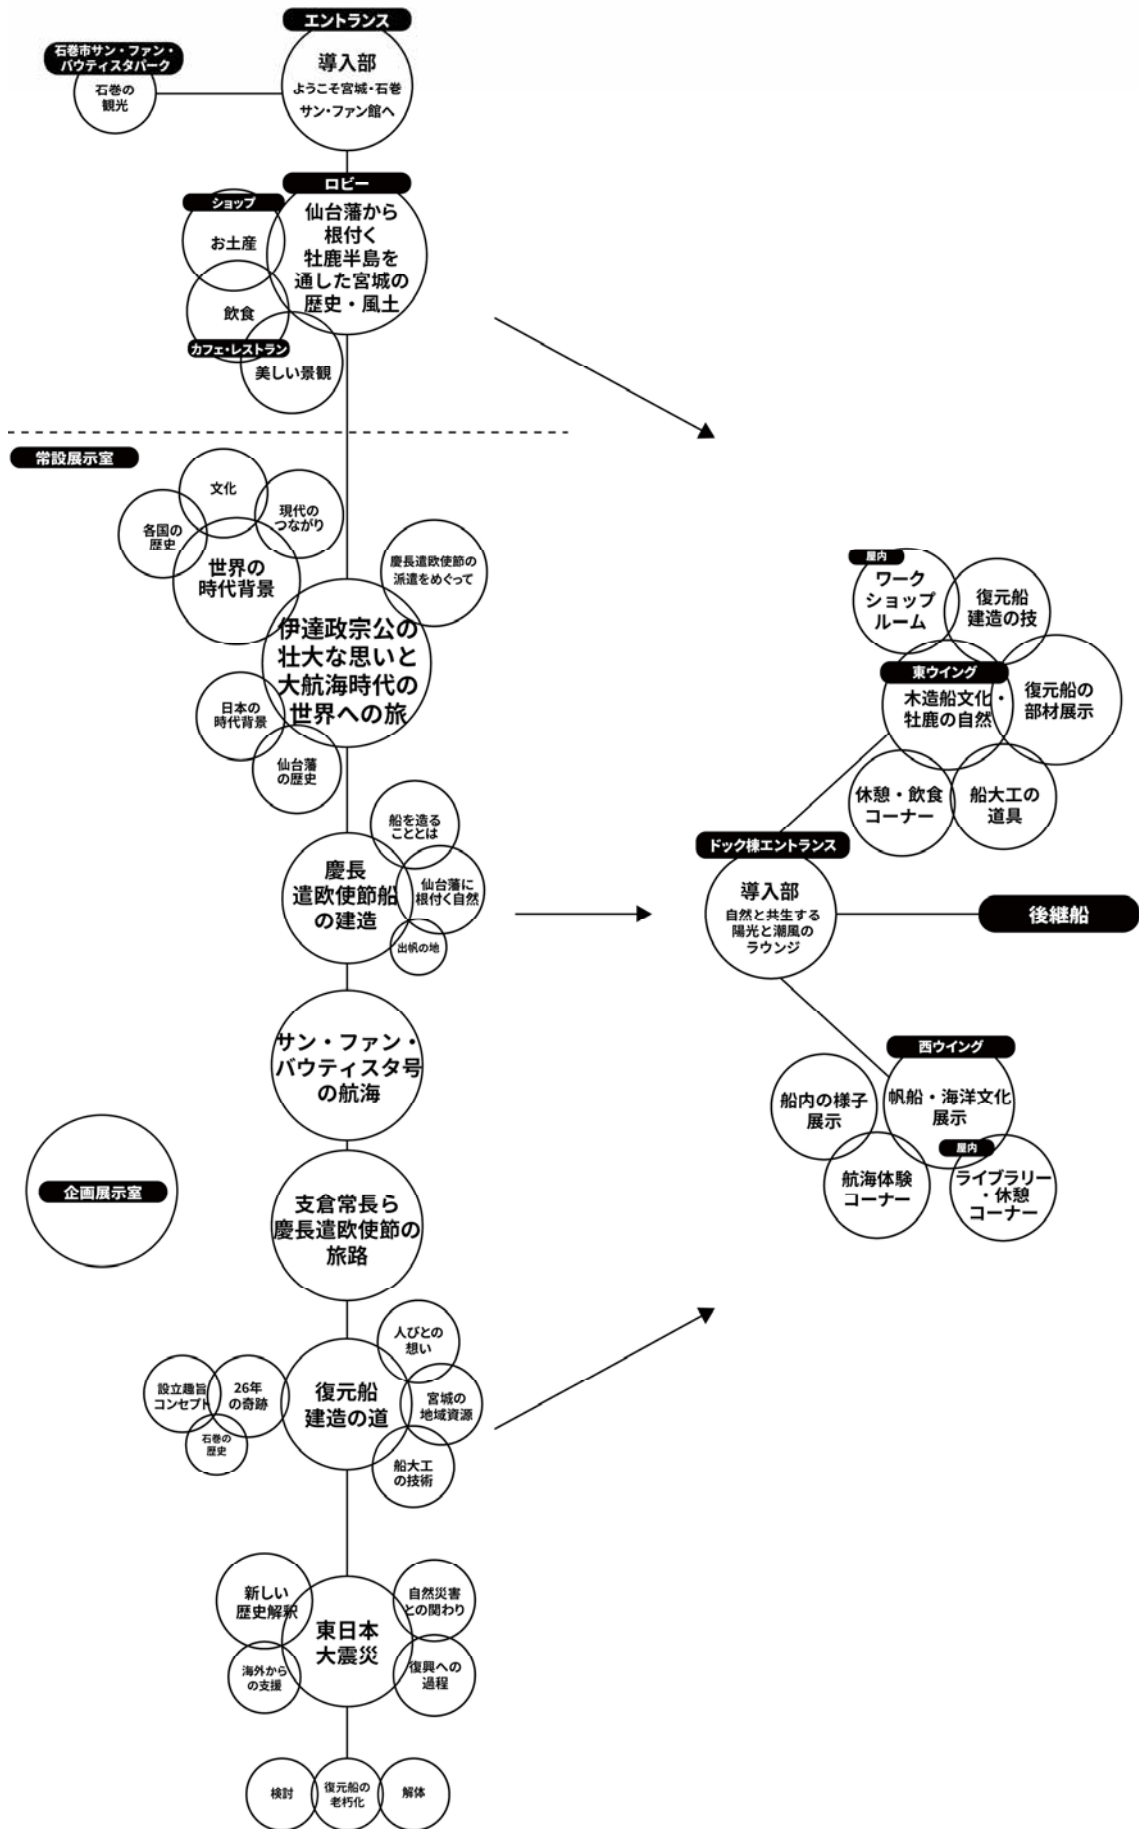 エントランス
導入部
ようこそ宮城・石巻
サン・ファン館へ
石巻市サン・ファン・
バウティスタパーク
石巻の
観光
ロビー
仙台藩から
根付く
牡鹿半島を
通した宮城の
歴史・風土
ショップ
お土産
飲食
カフェ・レストラン
美しい景観
常設展示室
文化
現代の
つながり
各国の
歴史
世界の
時代背景
慶長遣欧使節の
派遣をめぐって
伊達政宗公の
壮大な思いと
大航海時代の
世界への旅
日本の
時代背景
仙台藩
の歴史
船を造る
こととは
慶長
遣欧使節船
の建造
仙台藩に
根付く自然
出帆の地
サン・ファン・
バウティスタ号
の航海
企画展示室
支倉常長ら
慶長遣欧使節の
旅路
人びとの
想い
設立趣旨
コンセプト
26年
の奇跡
石巻の
歴史
復元船
建造の道
宮城の
地域資源
船大工
の技術
新しい
歴史解釈
自然災害
との関わり
東日本
大震災
海外から
の支援
復興への
過程
検討
復元船の
老朽化
解体
屋内
ワーク
ショップ
ルーム
復元船
建造の技
東ウイング
木造船文化・
牡鹿の自然
復元船の
部材展示
休憩・飲食
コーナー
船大工の
道具
ドック棟エントランス
導入部
自然と共生する
陽光と潮風の
ラウンジ
後継船
西ウイング
帆船・海洋文化
展示
船内の様子
展示
航海体験
コーナー
屋内
ライブラリー
・休憩
コーナー